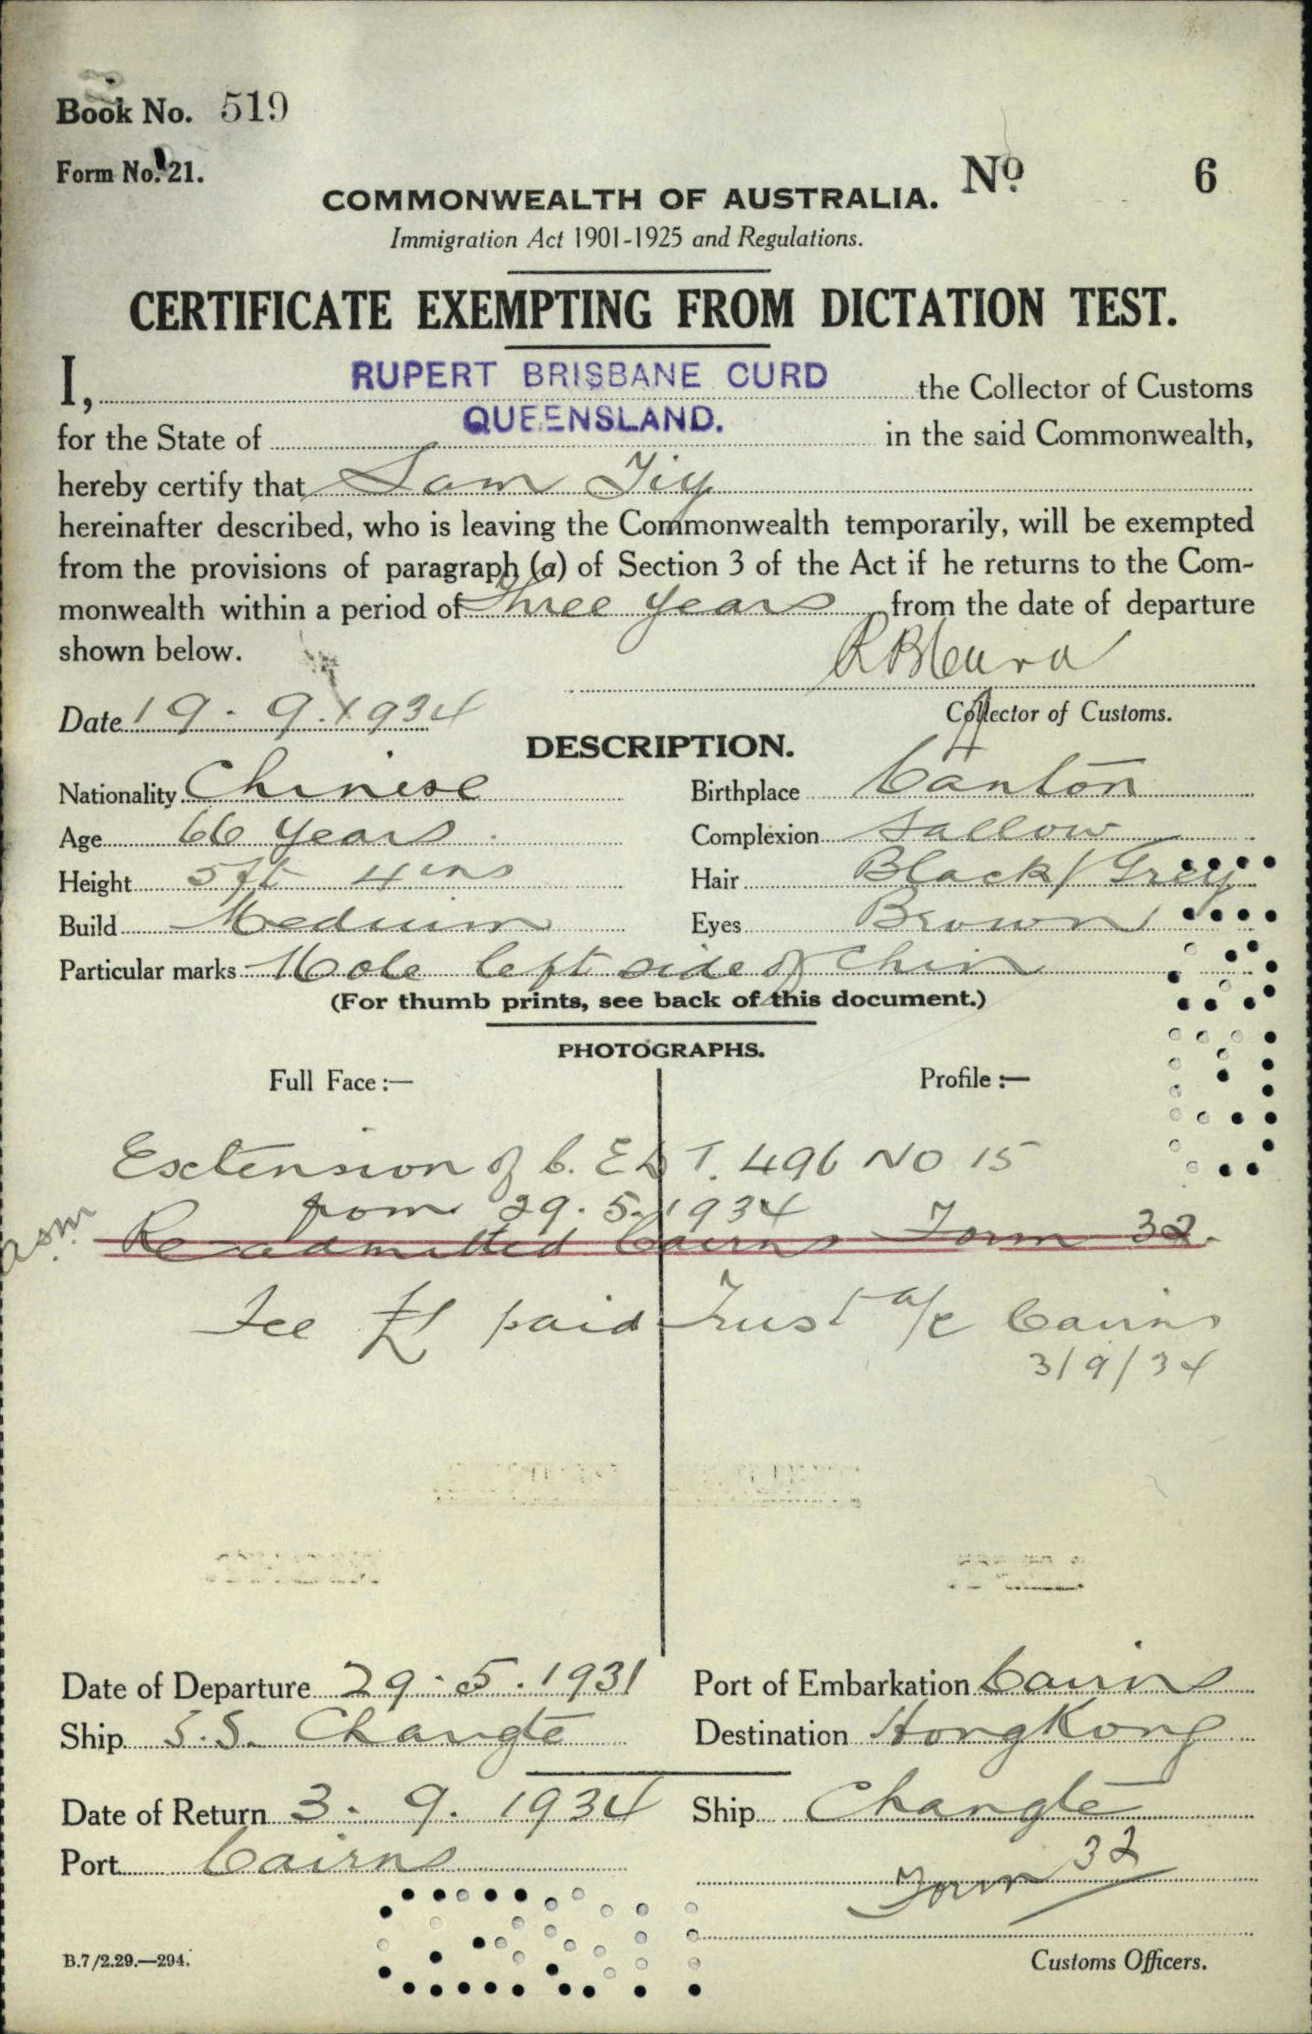 Book No. 519
Form No. 21.
No. 6
COMMONWEALTH OF AUSTRALIA.
Immigration Act 1901-1925 and Regulations.
CERTIFICATE EXEMPTING FROM DICTATION TEST.
I, RUPERT BRISBANE CURD the Collector of Customs
for the State of QUEENSLAND. in the said Commonwealth,
hereby certify that Sam Tiy
hereinafter described, who is leaving the Commonwealth temporarily, will be exempted
from the provisions of paragraph (a) of Section 3 of the Act if he returns to the Com-
monwealth within a period of three years from the date of departure
shown below.
R B Curd
Date 19.9.1934 Collector of Customs.
DESCRIPTION.
Nationality Chinese Birthplace Canton
Age 66 years Complexion Sallow
Height 5 ft 4 ins Hair Black/Grey
Build Medium Eyes Brown
Particular marks Mole left side of chin
(For thumb prints, see back of this document.)
PHOTOGRAPHS.
Full Face :— Profile :—
Extension of C.E.D.T. 496 No 15
from 29.5.1934
Readmitted Cairns Form 32.
Fee £1 paid Trust a/c Cairns
3/9/34
Date of Departure 29.5.1931 Port of Embarkation Cairns
Ship S.S. Changte Destination HongKong
Date of Return 3.9.1934 Ship Changte
Port Cairns
Form 32
B.7/2.29.—294. Customs Officers.